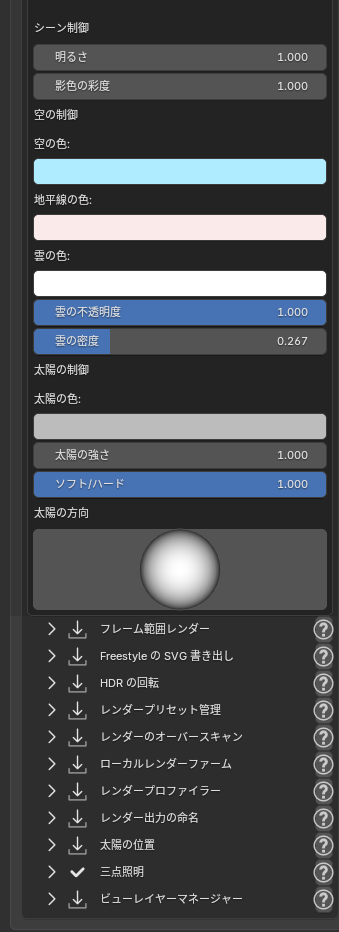 シーン制御
明るさ 1.000
影色の彩度 1.000
空の制御
空の色:
地平線の色:
雲の色:
雲の不透明度 1.000
雲の密度 0.267
太陽の制御
太陽の色:
太陽の強さ 1.000
ソフト/ハード 1.000
太陽の方向
フレーム範囲レンダー ?
Freestyle の SVG 書き出し ?
HDR の回転 ?
レンダープリセット管理 ?
レンダーのオーバースキャン ?
ローカルレンダーファーム ?
レンダープロファイラー ?
レンダー出力の命名 ?
太陽の位置 ?
三点照明 ?
ビューレイヤーマネージャー ?